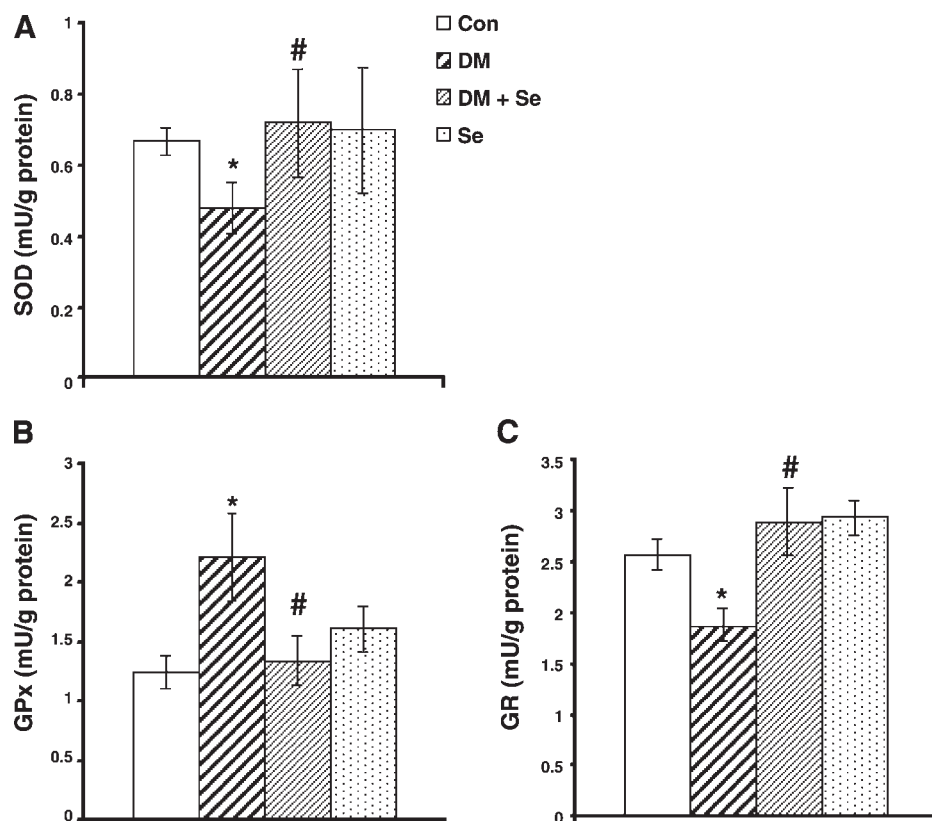 A
SOD (mU/g protein)
1
0.8
0.6
0.4
0.2
0
*
#
Con
DM
DM + Se
Se
B
GPx (mU/g protein)
3
2.5
2
1.5
1
0.5
0
*
#
C
GR (mU/g protein)
3.5
3
2.5
2
1.5
1
0.5
0
*
#